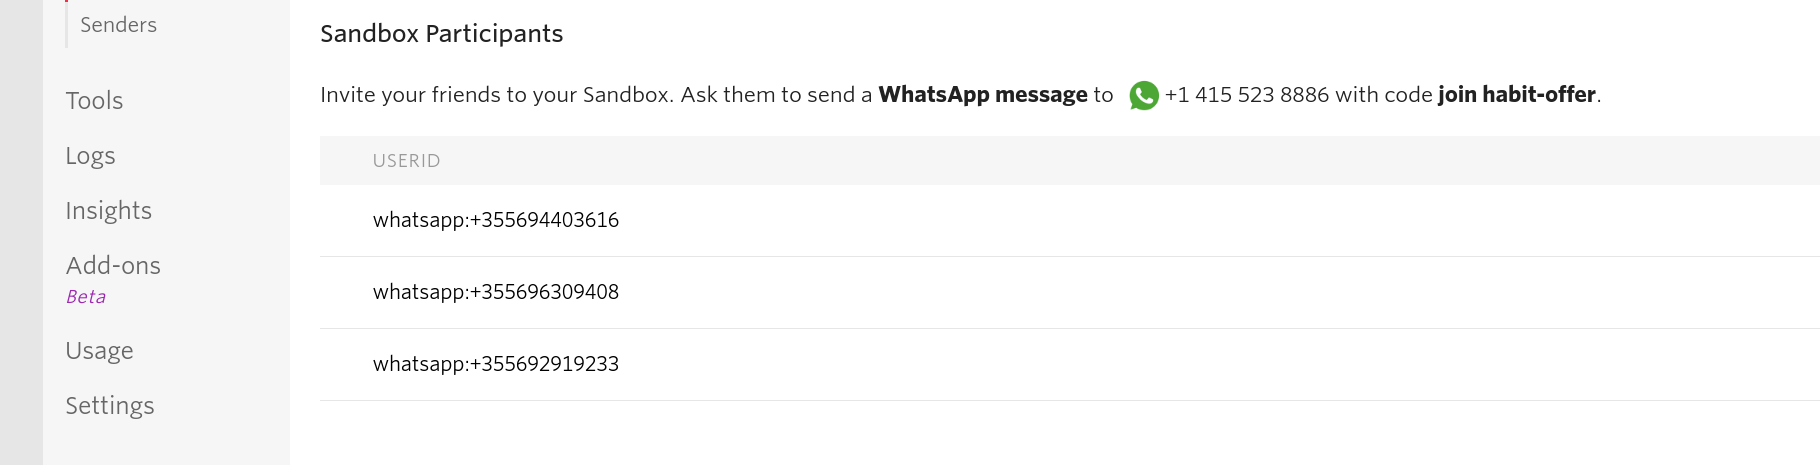 Senders
Tools
Logs
Insights
Add-ons
Beta
Usage
Settings
Sandbox Participants
Invite your friends to your Sandbox. Ask them to send a WhatsApp message to +1 415 523 8886 with code join habit-offer.
USERID
whatsapp:+355694403616
whatsapp:+355696309408
whatsapp:+355692919233